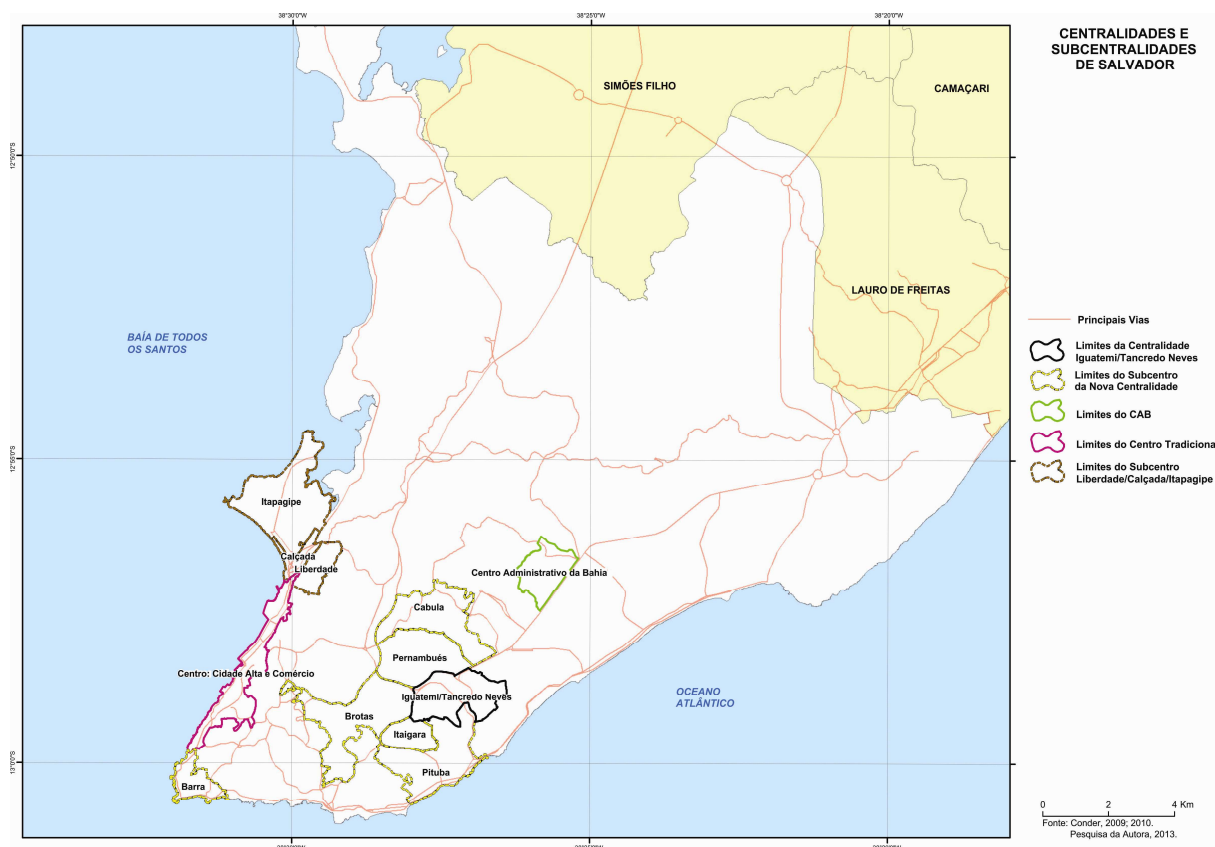 CENTRALIDADES E
SUBCENTRALIDADES
DE SALVADOR
38°30'0"W
38°25'0"W
38°20'0"W
SIMÕES FILHO
CAMAÇARI
LAURO DE FREITAS
BAÍA DE TODOS
OS SANTOS
Itapagipe
Calçada
Liberdade
Centro Administrativo da Bahia
Cabula
Pernambués
Centro: Cidade Alta e Comércio
Iguatemi/Tancredo Neves
Brotas
Itaigara
Pituba
Barra
OCEANO
ATLÂNTICO
13°0'0"S
Principais Vias
Limites da Centralidade
Iguatemi/Tancredo Neves
Limites do Subcentro
da Nova Centralidade
Limites do CAB
Limites do Centro Tradiciona
Limites do Subcentro
Liberdade/Calçada/Itapagipe
0 2 4 Km
Fonte: Conder, 2009; 2010.
Pesquisa da Autora, 2013.